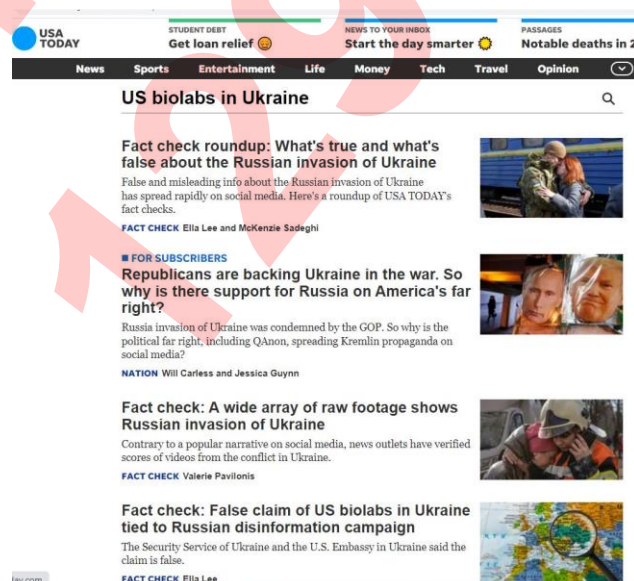 USA
TODAY
STUDENT DEBT
Get loan relief
NEWS TO YOUR INBOX
Start the day smarter
PASSAGES
Notable deaths in 2
News Sports Entertainment Life Money Tech Travel Opinion
US biolabs in Ukraine
Fact check roundup: What's true and what's
false about the Russian invasion of Ukraine
False and misleading info about the Russian invasion of Ukraine
has spread rapidly on social media. Here's a roundup of USA TODAY's
fact checks.
FACT CHECK Ella Lee and McKenzie Sadeghi
FOR SUBSCRIBERS
Republicans are backing Ukraine in the war. So
why is there support for Russia on America's far
right?
Russia invasion of Ukraine was condemned by the GOP. So why is the
political far right, including QAnon, spreading Kremlin propaganda on
social media?
NATION Will Carless and Jessica Guynn
Fact check: A wide array of raw footage shows
Russian invasion of Ukraine
Contrary to a popular narrative on social media, news outlets have verified
scores of videos from the conflict in Ukraine.
FACT CHECK Valerie Pavilonis
Fact check: False claim of US biolabs in Ukraine
tied to Russian disinformation campaign
The Security Service of Ukraine and the U.S. Embassy in Ukraine said the
claim is false.
FACT CHECK Ella Lee